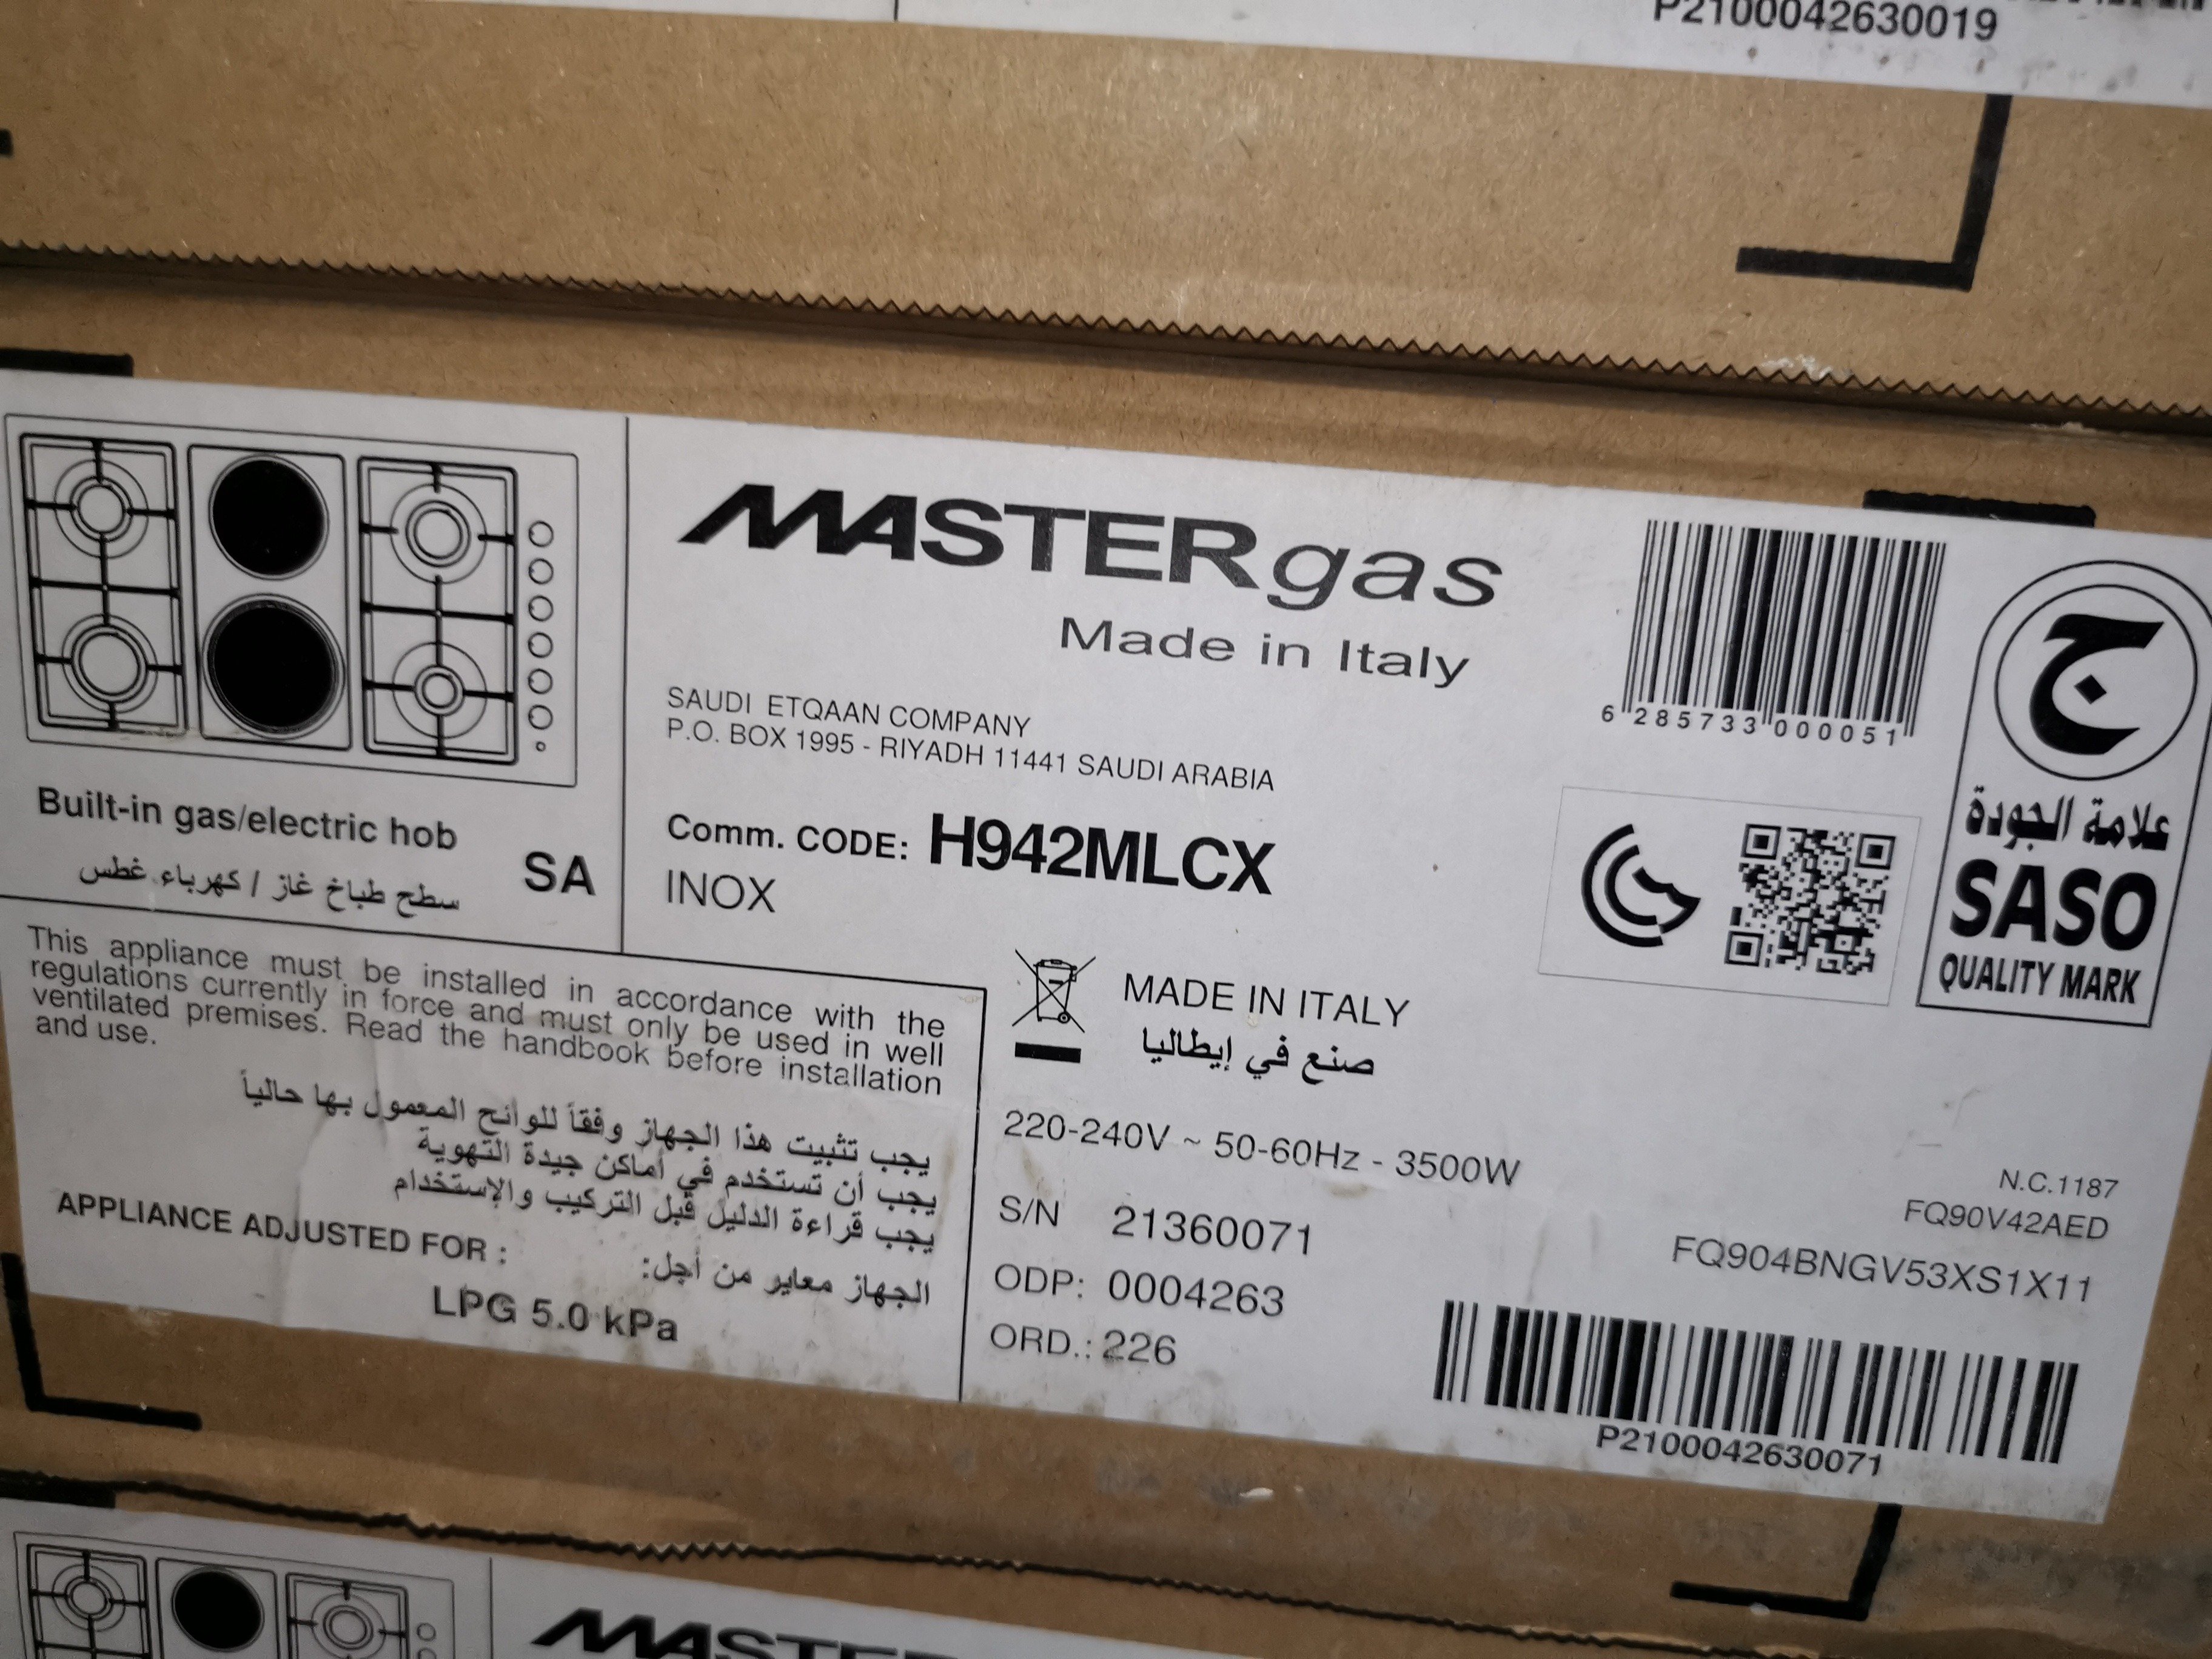 P2100042630019
MASTERgas
Made in Italy
SAUDI ETQAAN COMPANY
P.O. BOX 1995 - RIYADH 11441 SAUDI ARABIA
Comm. CODE: H942MLCX
INOX
6 285733 000051
ج
علامة الجودة
SASO
QUALITY MARK
Built-in gas/electric hob
سطح طباخ غاز / كهرباء غطس
SA
This appliance must be installed in accordance with the
regulations currently in force and must only be used in well
ventilated premises. Read the handbook before installation
and use.
يجب تثبيت هذا الجهاز وفقاً للوائح المعمول بها حالياً
يجب أن تستخدم في أماكن جيدة التهوية
يجب قراءة الدليل قبل التركيب والإستخدام
APPLIANCE ADJUSTED FOR :
الجهاز معاير من أجل:
LPG 5.0 kPa
MADE IN ITALY
صنع في إيطاليا
220-240V ~ 50-60Hz - 3500W
S/N 21360071
ODP: 0004263
ORD.: 226
N.C.1187
FQ90V42AED
FQ904BNGV53XS1X11
P2100042630071